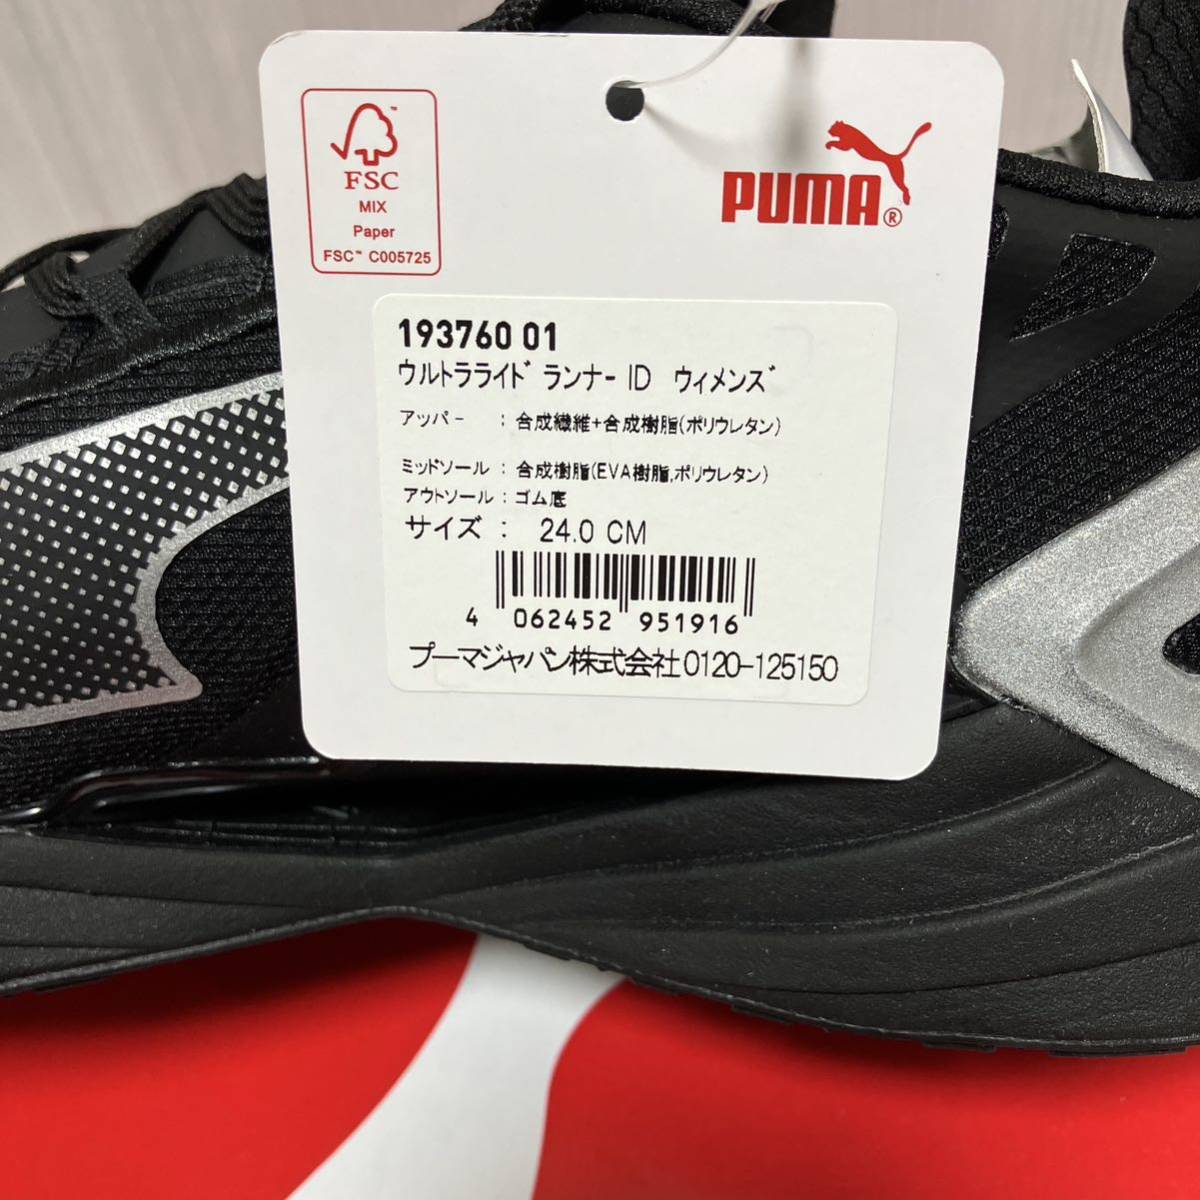 FSC
MIX
Paper
FSC™ C005725
PUMA®
193760 01
ウルトラライド ランナー ID ウィメンズ
アッパー : 合成繊維+合成樹脂(ポリウレタン)
ミッドソール : 合成樹脂(EVA樹脂,ポリウレタン)
アウトソール : ゴム底
サイズ : 24.0 CM
4 062452 951916
プーマジャパン株式会社0120-125150